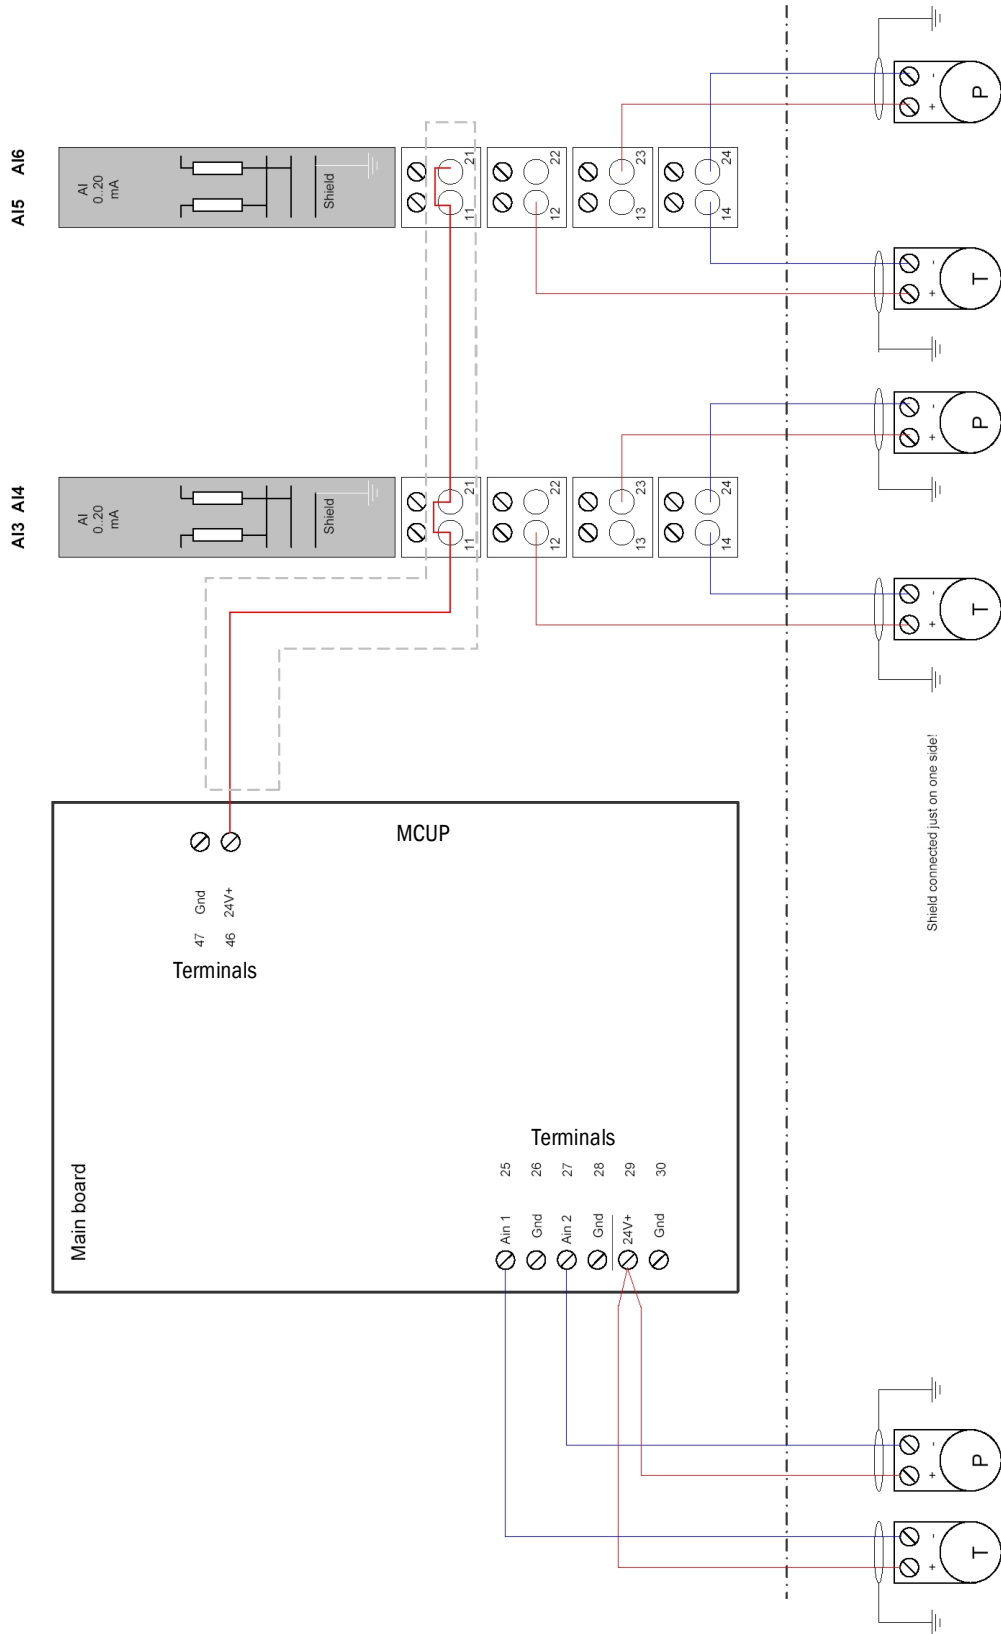 AI3 AI4
AI5 AI6
AI
0..20
mA
Shield
11
21
12
22
13
23
14
24
AI
0..20
mA
Shield
11
21
12
22
13
23
14
24
Main board
MCUP
47 Gnd
46 24V+
Terminals
Terminals
Ain 1 25
Gnd 26
Ain 2 27
Gnd 28
24V+ 29
Gnd 30
+ -
T
+ -
P
+ -
T
+ -
P
+ -
T
+ -
P
Shield connected just on one side!